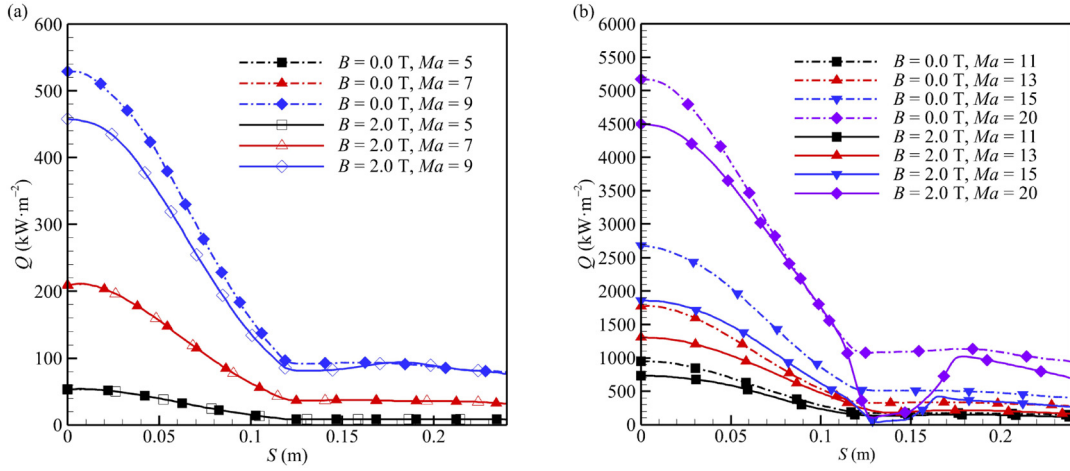 (a)
600
500
400
300
200
100
0
Q (kW·m⁻²)
0
0.05
0.1
0.15
0.2
S (m)
B = 0.0 T, Ma = 5
B = 0.0 T, Ma = 7
B = 0.0 T, Ma = 9
B = 2.0 T, Ma = 5
B = 2.0 T, Ma = 7
B = 2.0 T, Ma = 9
(b)
6000
5500
5000
4500
4000
3500
3000
2500
2000
1500
1000
500
0
Q (kW·m⁻²)
0
0.05
0.1
0.15
0.2
S (m)
B = 0.0 T, Ma = 11
B = 0.0 T, Ma = 13
B = 0.0 T, Ma = 15
B = 0.0 T, Ma = 20
B = 2.0 T, Ma = 11
B = 2.0 T, Ma = 13
B = 2.0 T, Ma = 15
B = 2.0 T, Ma = 20